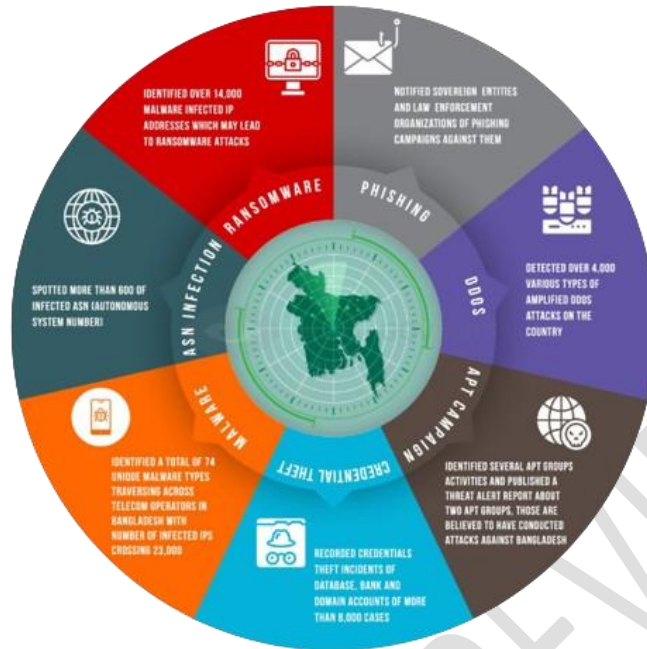 IDENTIFIED OVER 14,000
MALWARE INFECTED IP
ADDRESSES WHICH MAY LEAD
TO RANSOMWARE ATTACKS
RANSOMWARE
NOTIFIED SOVEREIGN ENTITIES
AND LAW ENFORCEMENT
ORGANIZATIONS OF PHISHING
CAMPAIGNS AGAINST THEM
PHISHING
DETECTED OVER 4,000
VARIOUS TYPES OF
AMPLIFIED DDOS
ATTACKS ON THE
COUNTRY
DDOS
IDENTIFIED SEVERAL APT GROUPS
ACTIVITIES AND PUBLISHED A
THREAT ALERT REPORT ABOUT
TWO APT GROUPS, THOSE ARE
BELIEVED TO HAVE CONDUCTED
ATTACKS AGAINST BANGLADESH
APT CAMPAIGN
RECORDED CREDENTIALS
THEFT INCIDENTS OF
DATABASE, BANK AND
DOMAIN ACCOUNTS OF MORE
THAN 8,000 CASES
CREDENTIAL THEFT
IDENTIFIED A TOTAL OF 74
UNIQUE MALWARE TYPES
TRAVERSING ACROSS
TELECOM OPERATORS IN
BANGLADESH WITH
NUMBER OF INFECTED IPS
CROSSING 23,000
MALWARE
SPOTTED MORE THAN 600 OF
INFECTED ASN (AUTONOMOUS
SYSTEM NUMBER)
ASN INFECTION